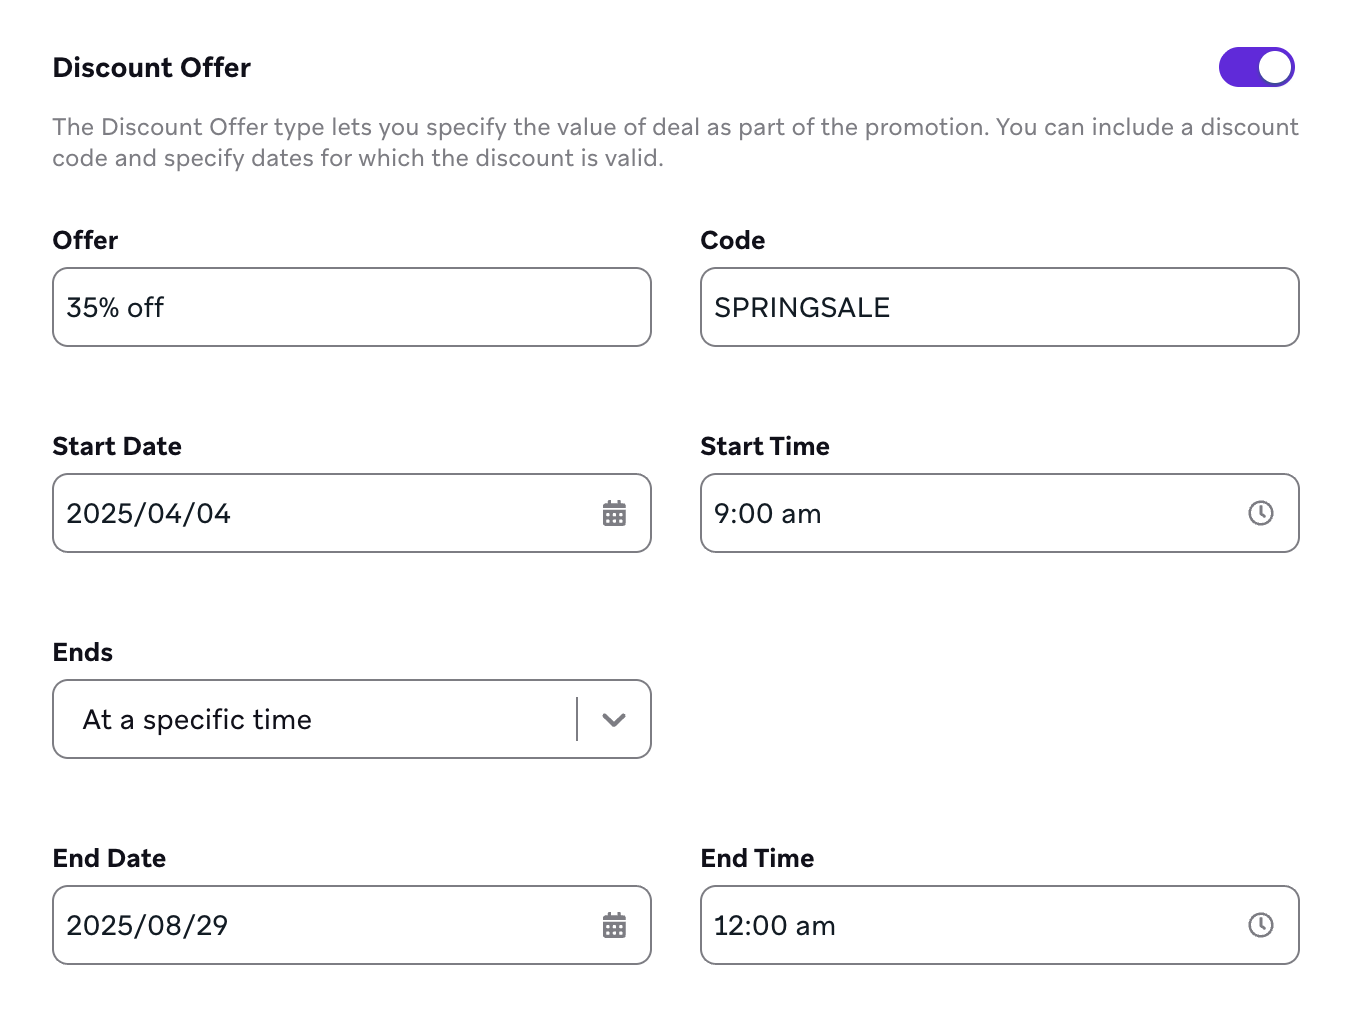 Discount Offer
The Discount Offer type lets you specify the value of deal as part of the promotion. You can include a discount
code and specify dates for which the discount is valid.
Offer
Code
35% off
SPRINGSALE
Start Date
Start Time
2025/04/04
9:00 am
Ends
At a specific time
End Date
End Time
2025/08/29
12:00 am